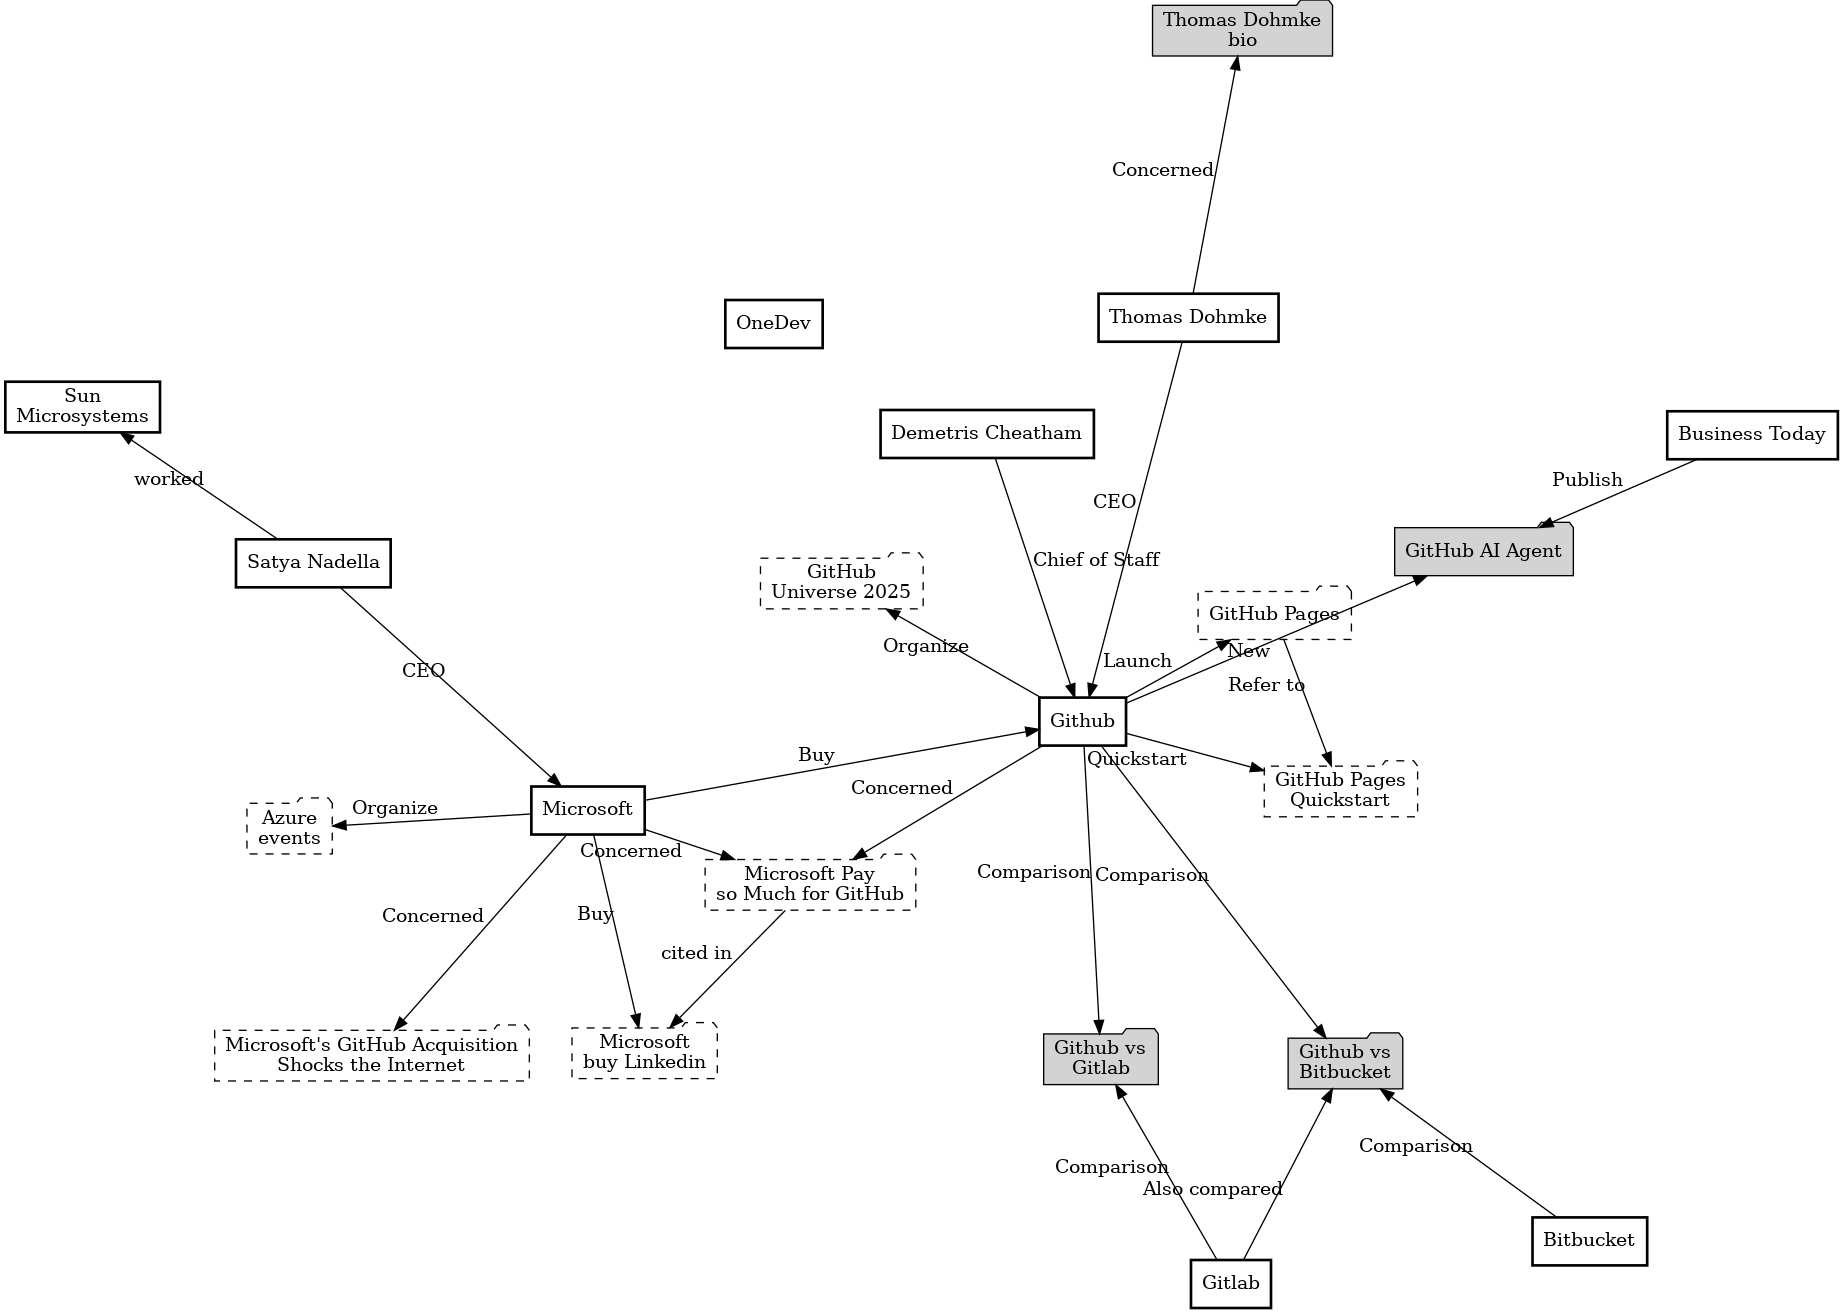 Thomas Dohmke
bio
Concerned
OneDev
Thomas Dohmke
Sun
Microsystems
Demetris Cheatham
Business Today
worked
Publish
CEO
Satya Nadella
GitHub
Universe 2025
Chief of Staff
GitHub AI Agent
GitHub Pages
Organize
Launch
New
CEO
Refer to
Github
Buy
Quickstart
Concerned
GitHub Pages
Quickstart
Azure
events
Organize
Microsoft
Concerned
Microsoft Pay
so Much for GitHub
Comparison
Comparison
Concerned
Buy
cited in
Microsoft's GitHub Acquisition
Shocks the Internet
Microsoft
buy Linkedin
Github vs
Gitlab
Github vs
Bitbucket
Comparison
Comparison
Also compared
Bitbucket
Gitlab